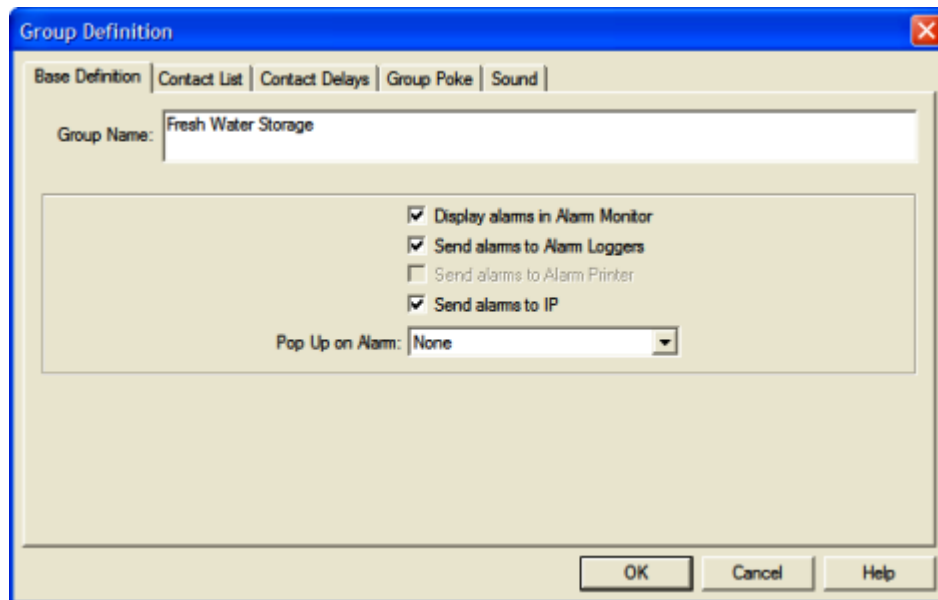 Group Definition
Base Definition Contact List Contact Delays Group Poke Sound
Group Name: Fresh Water Storage
Display alarms in Alarm Monitor
Send alarms to Alarm Loggers
Send alarms to Alarm Printer
Send alarms to IP
Pop Up on Alarm: None
OK Cancel Help